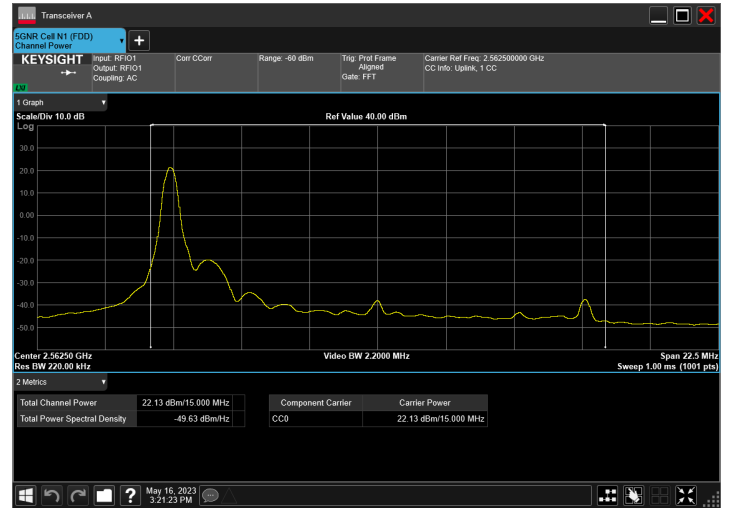 Transceiver A
5GNR Cell N1 (FDD)
Channel Power
KEYSIGHT
LXI
Input: RFIO1
Output: RFIO1
Coupling: AC
Corr CCorr
Range: -60 dBm
Trig: Prot Frame
Aligned
Gate: FFT
Carrier Ref Freq: 2.562500000 GHz
CC Info: Uplink, 1 CC
1 Graph
Scale/Div 10.0 dB
Ref Value 40.00 dBm
Log
30.0
20.0
10.0
0.00
-10.0
-20.0
-30.0
-40.0
-50.0
Center 2.56250 GHz
Video BW 2.2000 MHz
Span 22.5 MHz
Res BW 220.00 kHz
Sweep 1.00 ms (1001 pts)
2 Metrics
Total Channel Power 22.13 dBm/15.000 MHz
Total Power Spectral Density -49.63 dBm/Hz
Component Carrier Carrier Power
CC0 22.13 dBm/15.000 MHz
May 16, 2023
3:21:23 PM